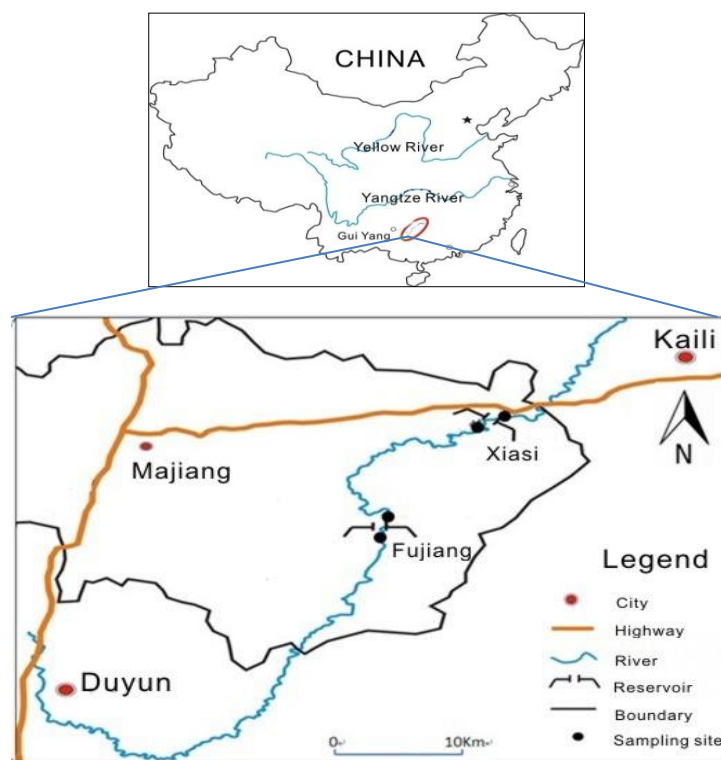 CHINA
Yellow River
Yangtze River
Gui Yang
Kaili
Xiasi
N
Majiang
Fujiang
Legend
City
Highway
River
Reservoir
Boundary
Sampling site
Duyun
0
10Km